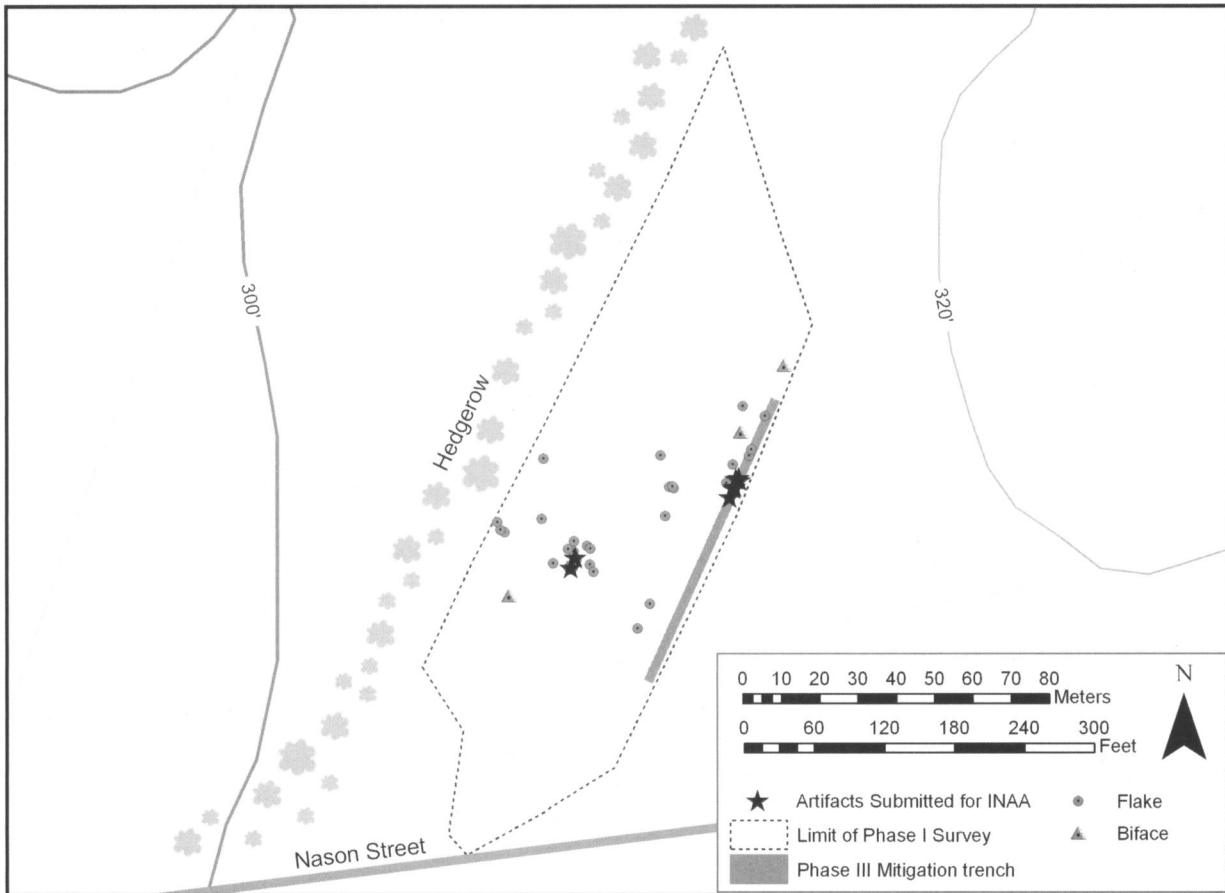 300'
320'
Hedgerow
Nason Street
0 10 20 30 40 50 60 70 80
Meters
0 60 120 180 240 300
Feet
N
Artifacts Submitted for INAA
Flake
Limit of Phase I Survey
Biface
Phase III Mitigation trench